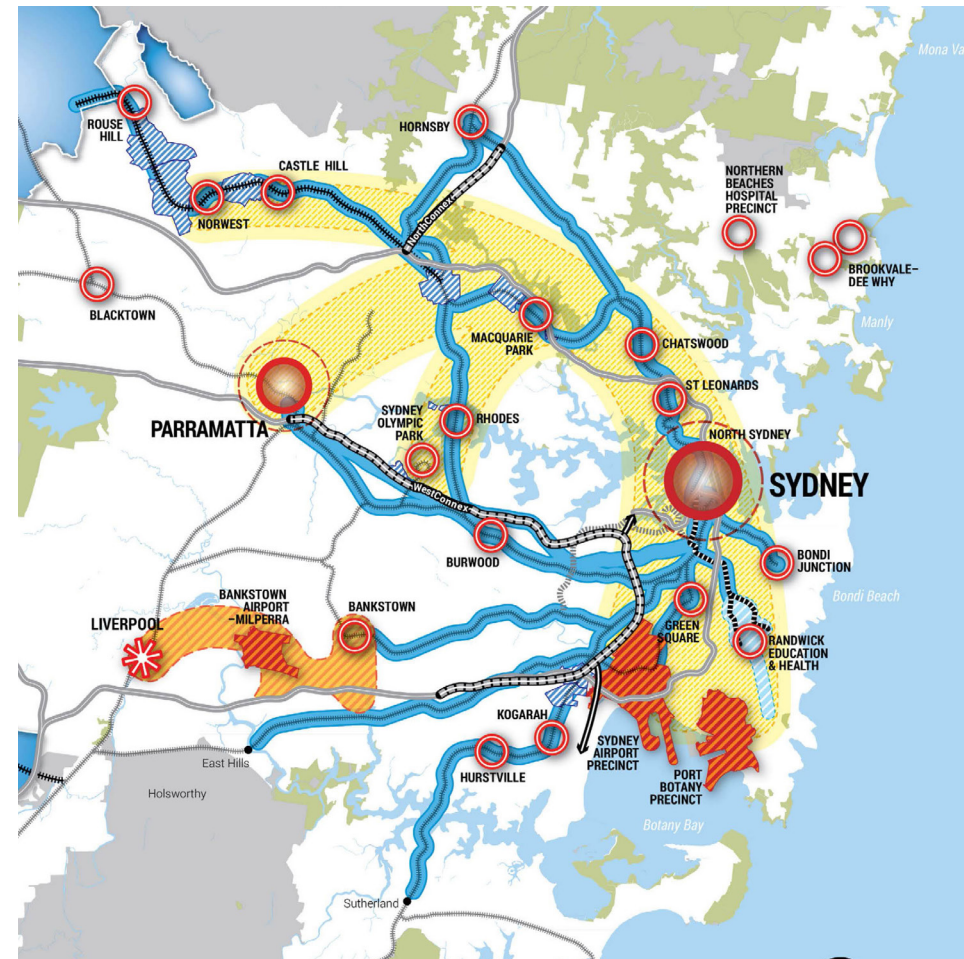 Mona Va
ROUSE
HILL
HORNSBY
CASTLE HILL
NORWEST
NorthConnex
NORTHERN
BEACHES
HOSPITAL
PRECINCT
BROOKVALE–
DEE WHY
BLACKTOWN
MACQUARIE
PARK
CHATSWOOD
Manly
ST LEONARDS
PARRAMATTA
SYDNEY
OLYMPIC
PARK
RHODES
NORTH SYDNEY
SYDNEY
WestConnex
BURWOOD
BONDI
JUNCTION
Bondi Beach
BANKSTOWN
AIRPORT
–MILPERRA
BANKSTOWN
LIVERPOOL
GREEN
SQUARE
RANDWICK
EDUCATION
& HEALTH
KOGARAH
East Hills
HURSTVILLE
SYDNEY
AIRPORT
PRECINCT
PORT
BOTANY
PRECINCT
Holsworthy
Botany Bay
Sutherland